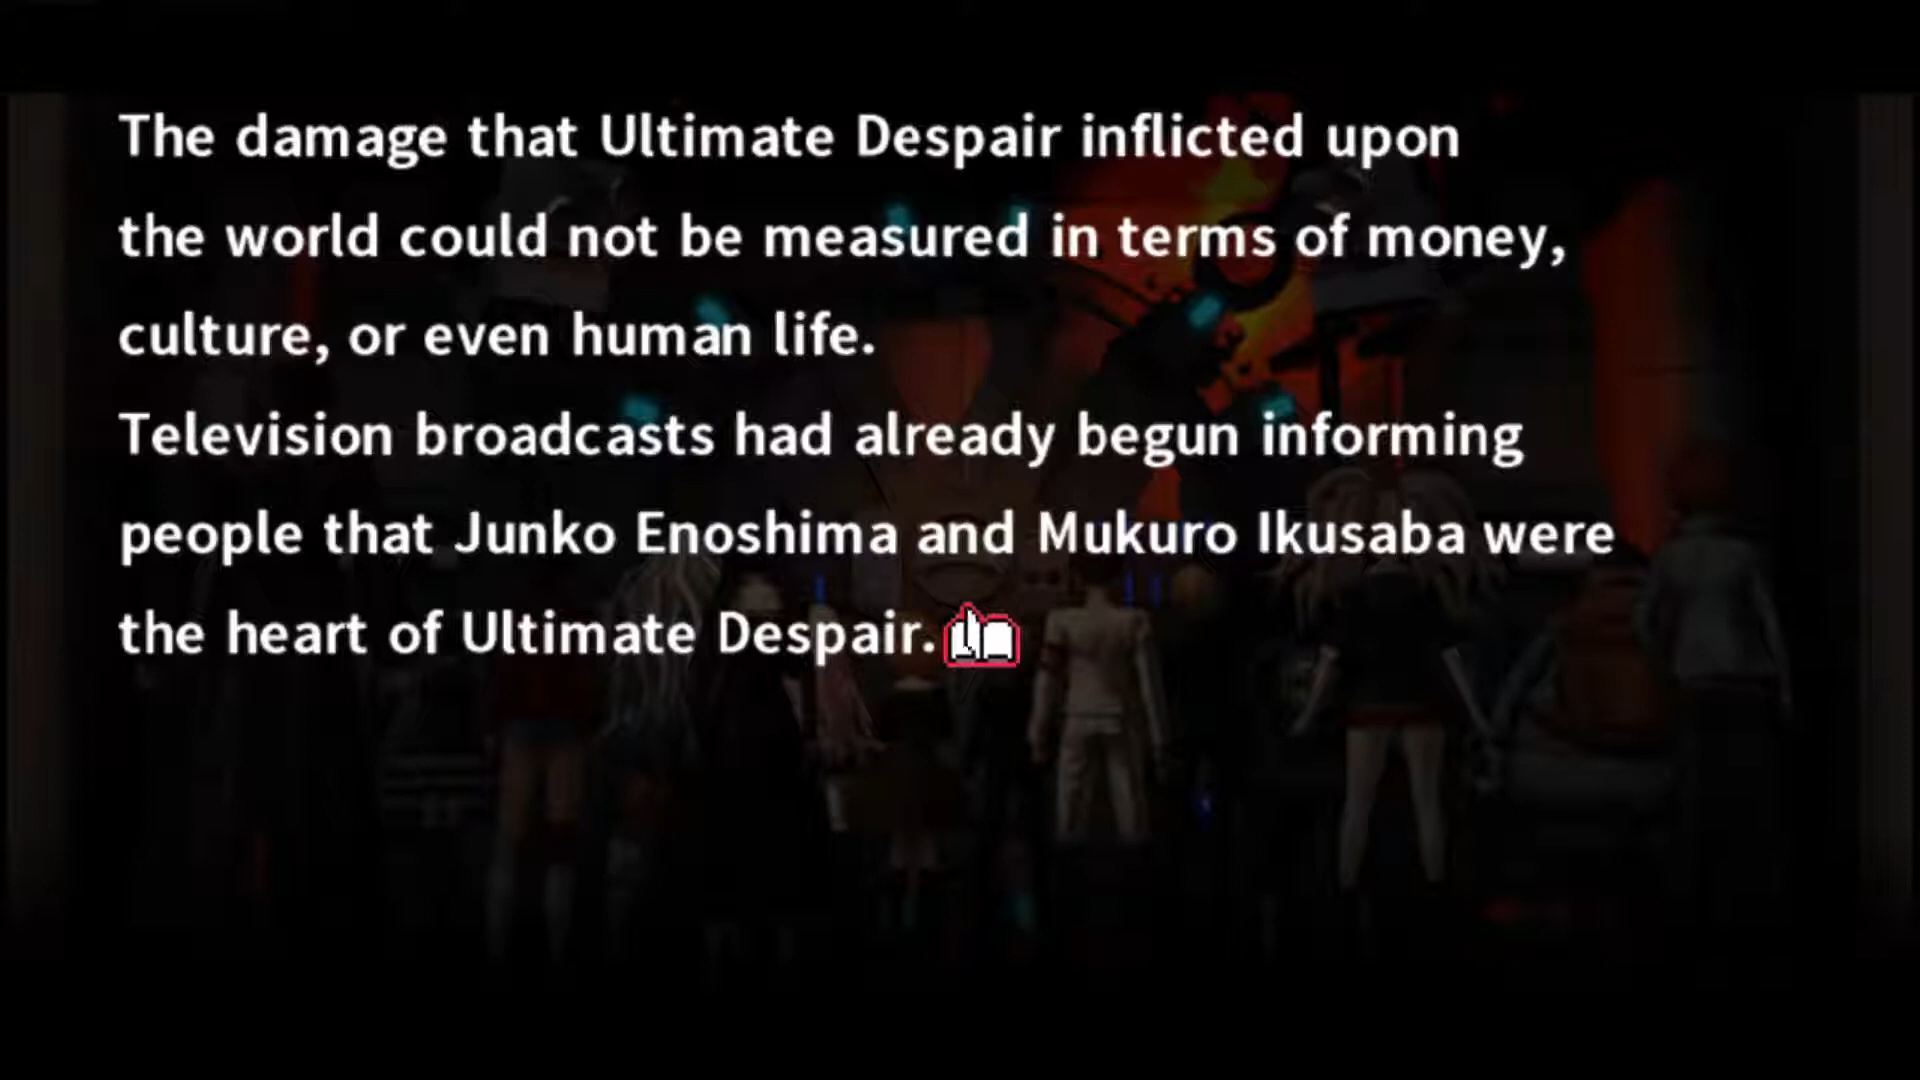 The damage that Ultimate Despair inflicted upon
the world could not be measured in terms of money,
culture, or even human life.
Television broadcasts had already begun informing
people that Junko Enoshima and Mukuro Ikusaba were
the heart of Ultimate Despair.